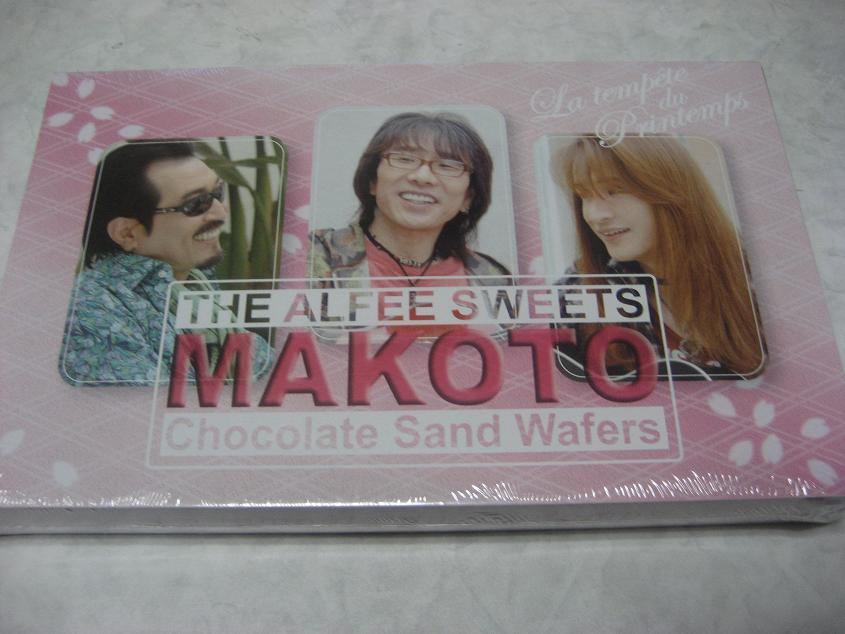 La tempête
du
Printemps
THE ALFEE SWEETS
MAKOTO
Chocolate Sand Wafers